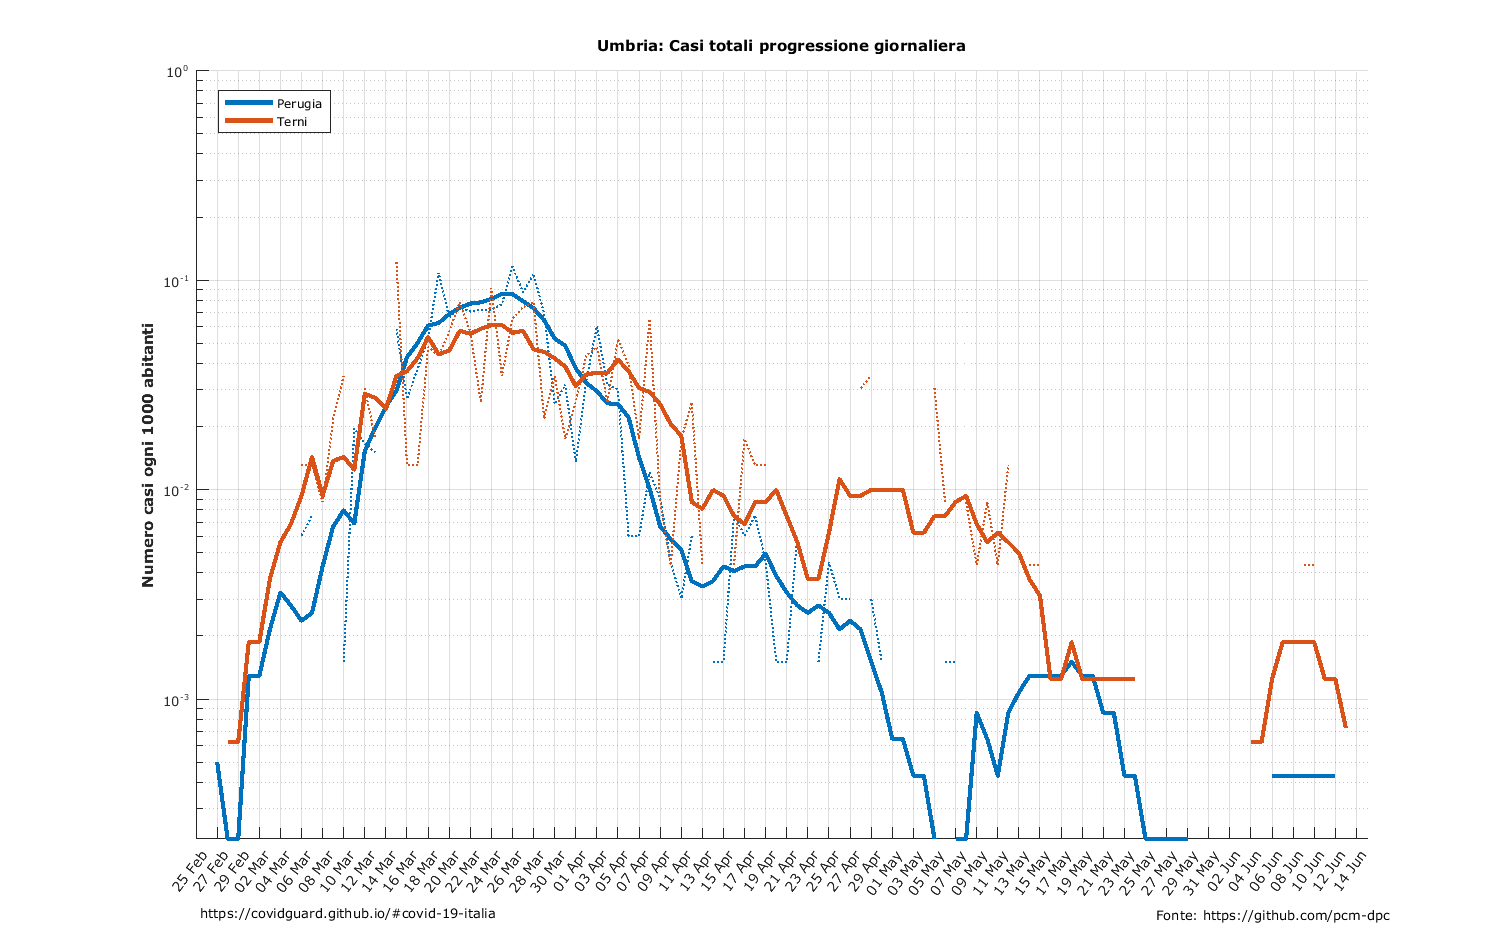 Umbria: Casi totali progressione giornaliera
10^0
10^-1
10^-2
10^-3
Numero casi ogni 1000 abitanti
Perugia
Terni
25 Feb
27 Feb
29 Feb
02 Mar
04 Mar
06 Mar
08 Mar
10 Mar
12 Mar
14 Mar
16 Mar
18 Mar
20 Mar
22 Mar
24 Mar
26 Mar
28 Mar
30 Mar
01 Apr
03 Apr
05 Apr
07 Apr
09 Apr
11 Apr
13 Apr
15 Apr
17 Apr
19 Apr
21 Apr
23 Apr
25 Apr
27 Apr
29 Apr
01 May
03 May
05 May
07 May
09 May
11 May
13 May
15 May
17 May
19 May
21 May
23 May
25 May
27 May
29 May
31 May
02 Jun
04 Jun
06 Jun
08 Jun
10 Jun
12 Jun
14 Jun
https://covidguard.github.io/#covid-19-italia
Fonte: https://github.com/pcm-dpc